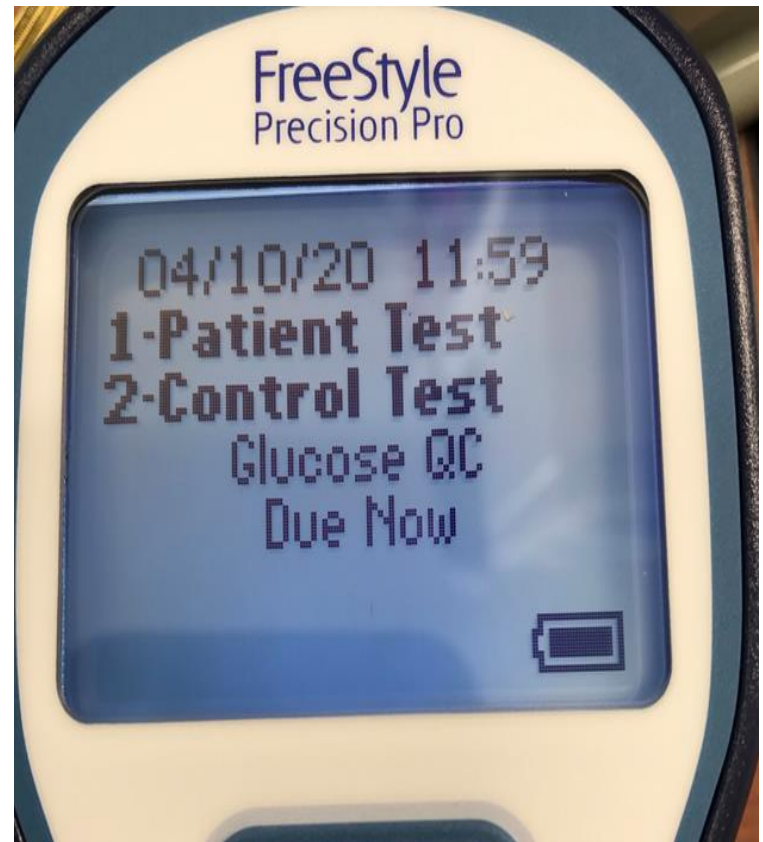 FreeStyle
Precision Pro
04/10/20 11:59
1-Patient Test
2-Control Test
Glucose QC
Due Now